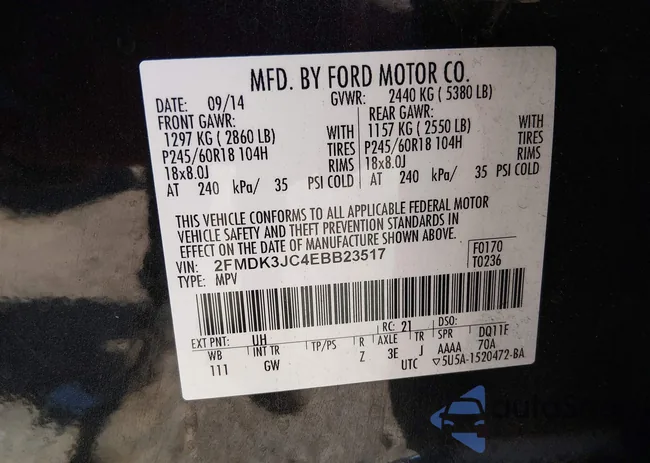 MFD. BY FORD MOTOR CO.
DATE: 09/14 GVWR: 2440 KG ( 5380 LB)
FRONT GAWR: REAR GAWR:
1297 KG ( 2860 LB) WITH 1157 KG ( 2550 LB) WITH
P245/60R18 104H TIRES P245/60R18 104H TIRES
18x8.0J RIMS 18x8.0J RIMS
AT 240 kPa/ 35 PSI COLD AT 240 kPa/ 35 PSI COLD
THIS VEHICLE CONFORMS TO ALL APPLICABLE FEDERAL MOTOR
VEHICLE SAFETY AND THEFT PREVENTION STANDARDS IN
EFFECT ON THE DATE OF MANUFACTURE SHOWN ABOVE.
VIN: 2FMDK3JC4EBB23517 F0170
TYPE: MPV T0236
EXT PNT: UH RC: 21 DSO:
WB INT TR TP/PS R AXLE TR SPR DQ11F
111 GW Z 3E J AAAA 70A
UTC ▽5U5A-1520472-BA